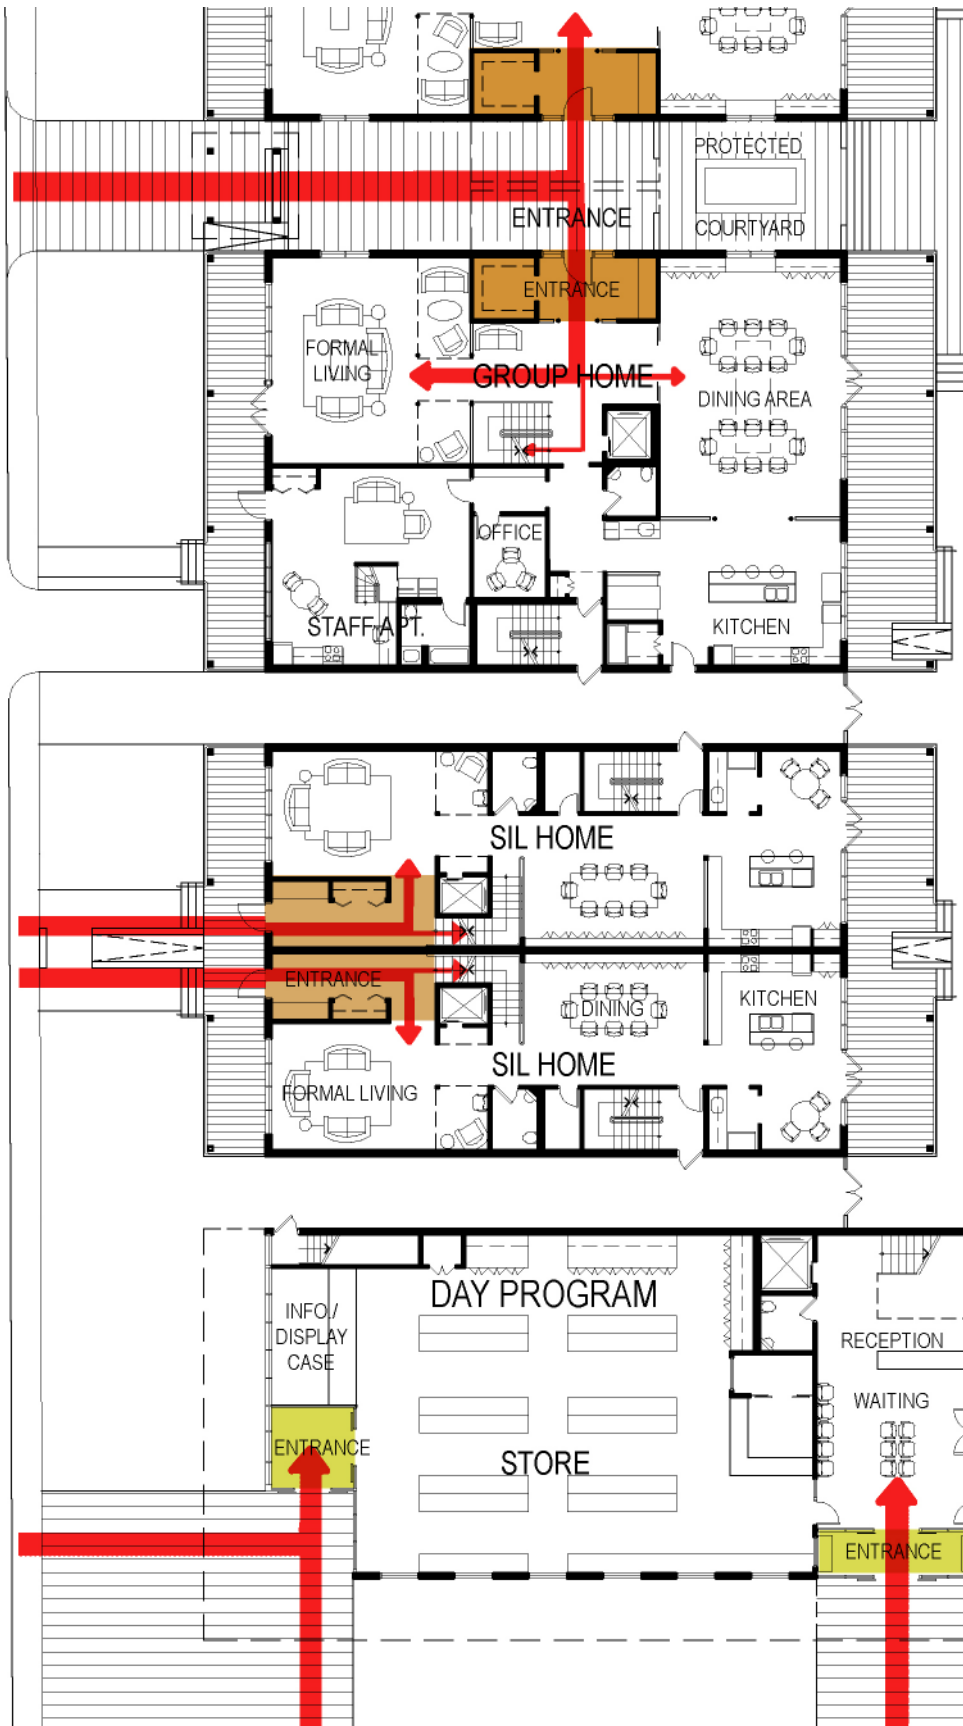 PROTECTED
COURTYARD
ENTRANCE
ENTRANCE
FORMAL
LIVING
GROUP HOME
DINING AREA
OFFICE
STAFF APT.
KITCHEN
SIL HOME
ENTRANCE
DINING
KITCHEN
SIL HOME
FORMAL LIVING
DAY PROGRAM
INFO./
DISPLAY
CASE
RECEPTION
WAITING
ENTRANCE
STORE
ENTRANCE